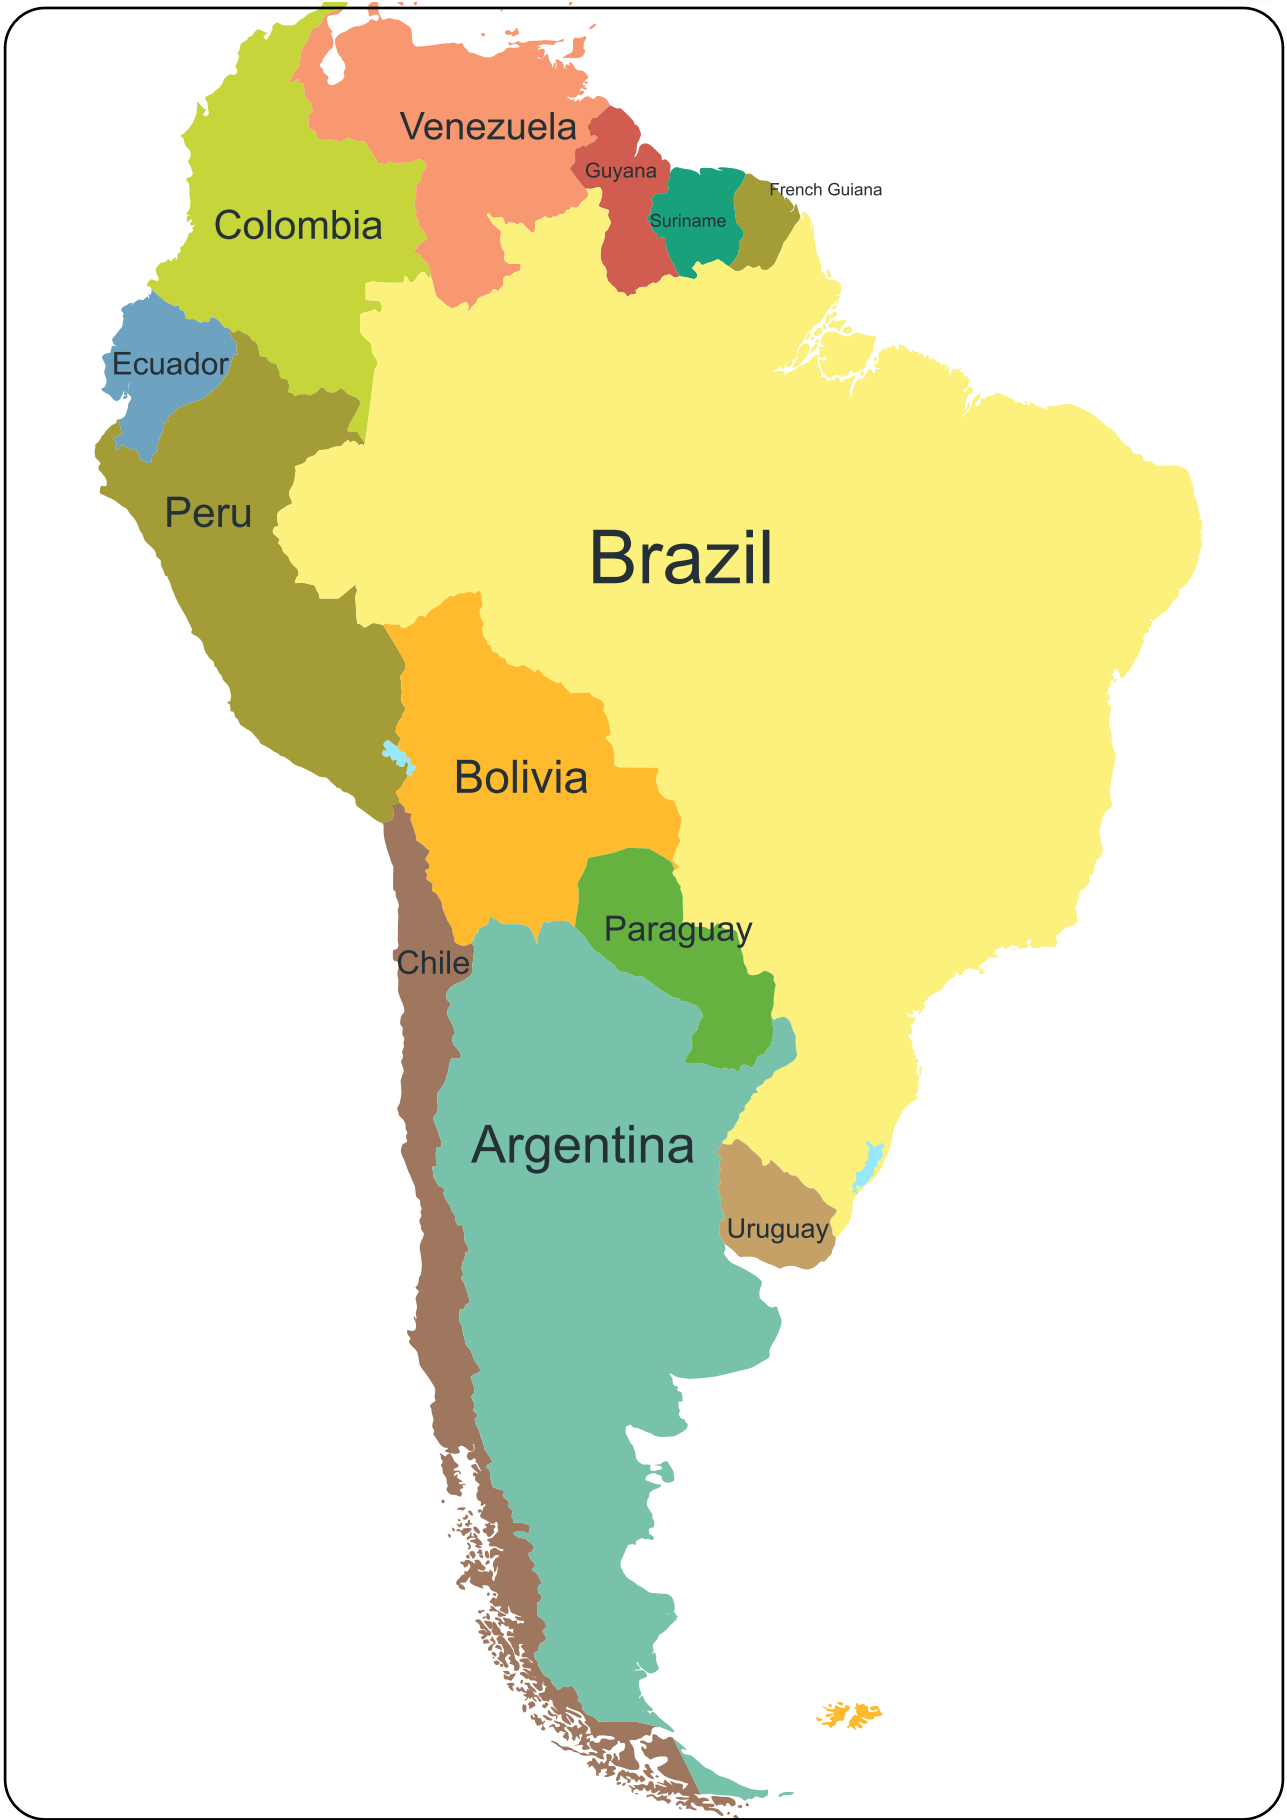 Venezuela
Guyana
French Guiana
Suriname
Colombia
Ecuador
Peru
Brazil
Bolivia
Paraguay
Chile
Argentina
Uruguay